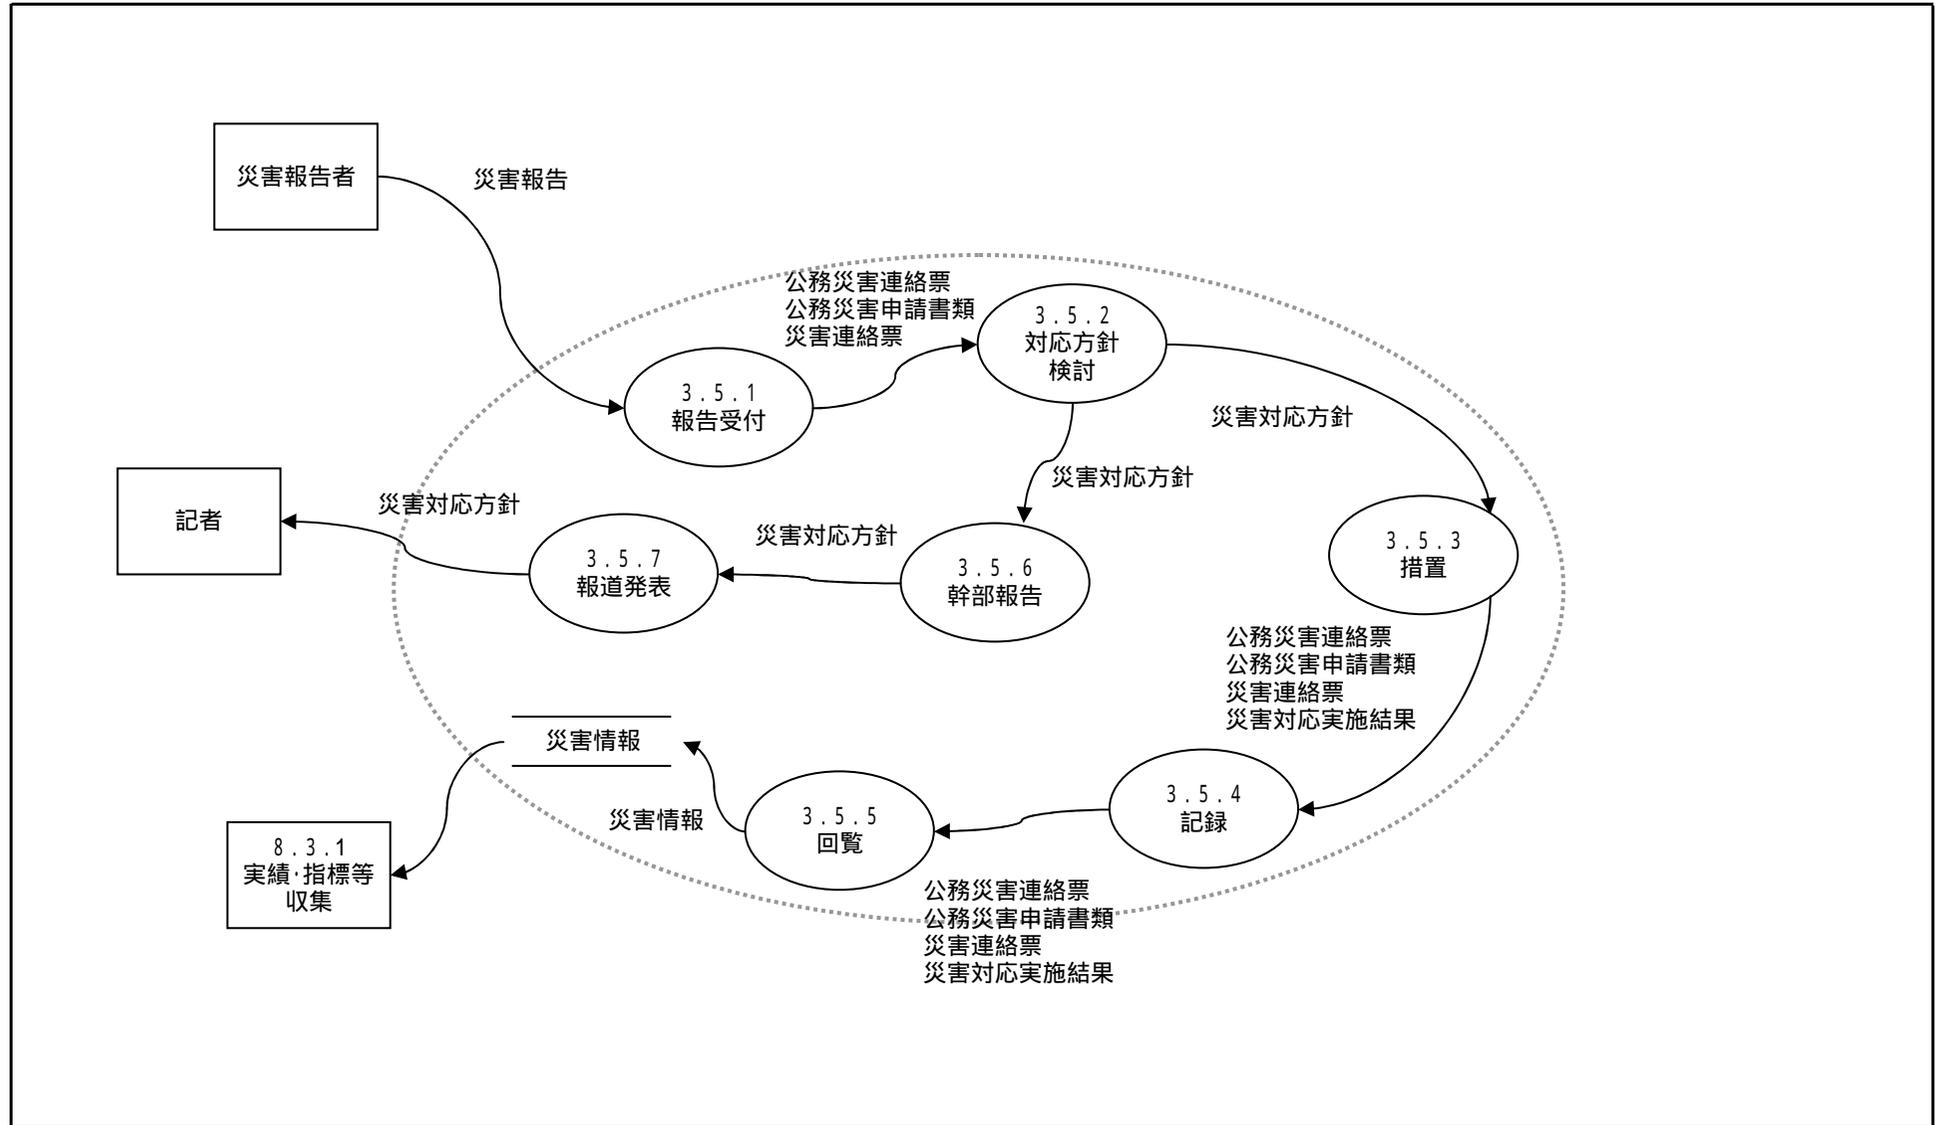 災害報告者
災害報告
公務災害連絡票
公務災害申請書類
災害連絡票
3.5.2
対応方針
検討
3.5.1
報告受付
災害対応方針
災害対応方針
記者
災害対応方針
災害対応方針
3.5.7
報道発表
3.5.6
幹部報告
3.5.3
措置
公務災害連絡票
公務災害申請書類
災害連絡票
災害対応実施結果
災害情報
災害情報
3.5.5
回覧
3.5.4
記録
8.3.1
実績･指標等
収集
公務災害連絡票
公務災害申請書類
災害連絡票
災害対応実施結果